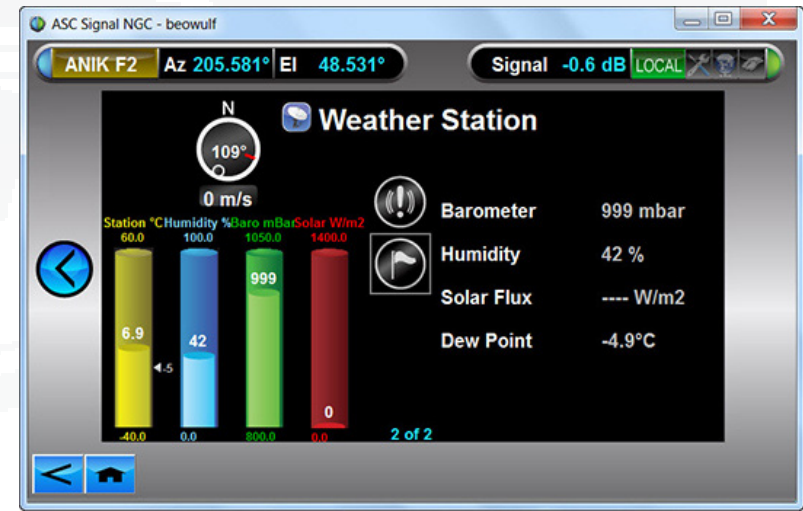 ASC Signal NGC - beowulf
ANIK F2 Az 205.581° El 48.531° Signal -0.6 dB LOCAL
Weather Station
N
109°
0 m/s
Station °C Humidity % Baro mBar Solar W/m2
60.0 100.0 1050.0 1400.0
999
6.9
42
-5
0
-40.0 0.0 800.0 0.0
Barometer 999 mbar
Humidity 42 %
Solar Flux ---- W/m2
Dew Point -4.9°C
2 of 2